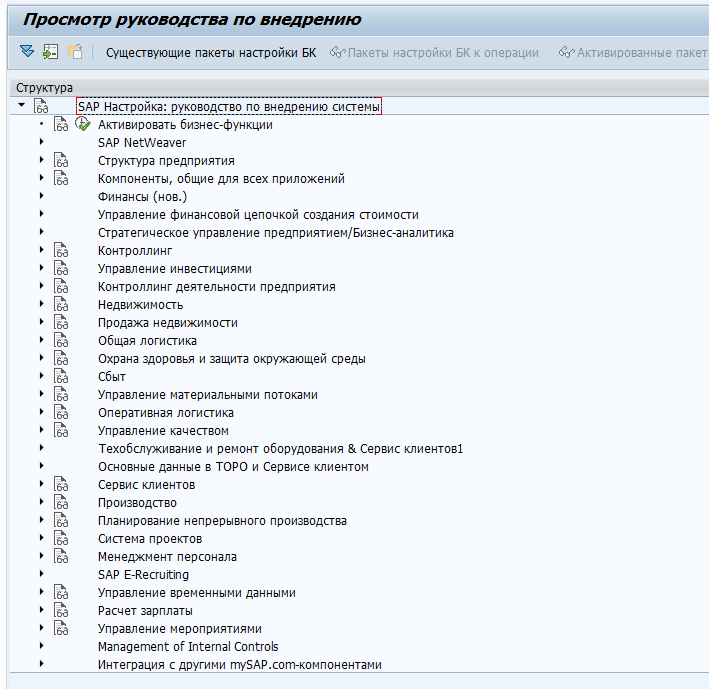 Просмотр руководства по внедрению
Существующие пакеты настройки БК Пакеты настройки БК к операции Активированные пакет
Структура
SAP Настройка: руководство по внедрению системы
Активировать бизнес-функции
SAP NetWeaver
Структура предприятия
Компоненты, общие для всех приложений
Финансы (нов.)
Управление финансовой цепочкой создания стоимости
Стратегическое управление предприятием/Бизнес-аналитика
Контроллинг
Управление инвестициями
Контроллинг деятельности предприятия
Недвижимость
Продажа недвижимости
Общая логистика
Охрана здоровья и защита окружающей среды
Сбыт
Управление материальными потоками
Оперативная логистика
Управление качеством
Техобслуживание и ремонт оборудования & Сервис клиентов1
Основные данные в ТОРО и Сервисе клиентом
Сервис клиентов
Производство
Планирование непрерывного производства
Система проектов
Менеджмент персонала
SAP E-Recruiting
Управление временными данными
Расчет зарплаты
Управление мероприятиями
Management of Internal Controls
Интеграция с другими mySAP.com-компонентами